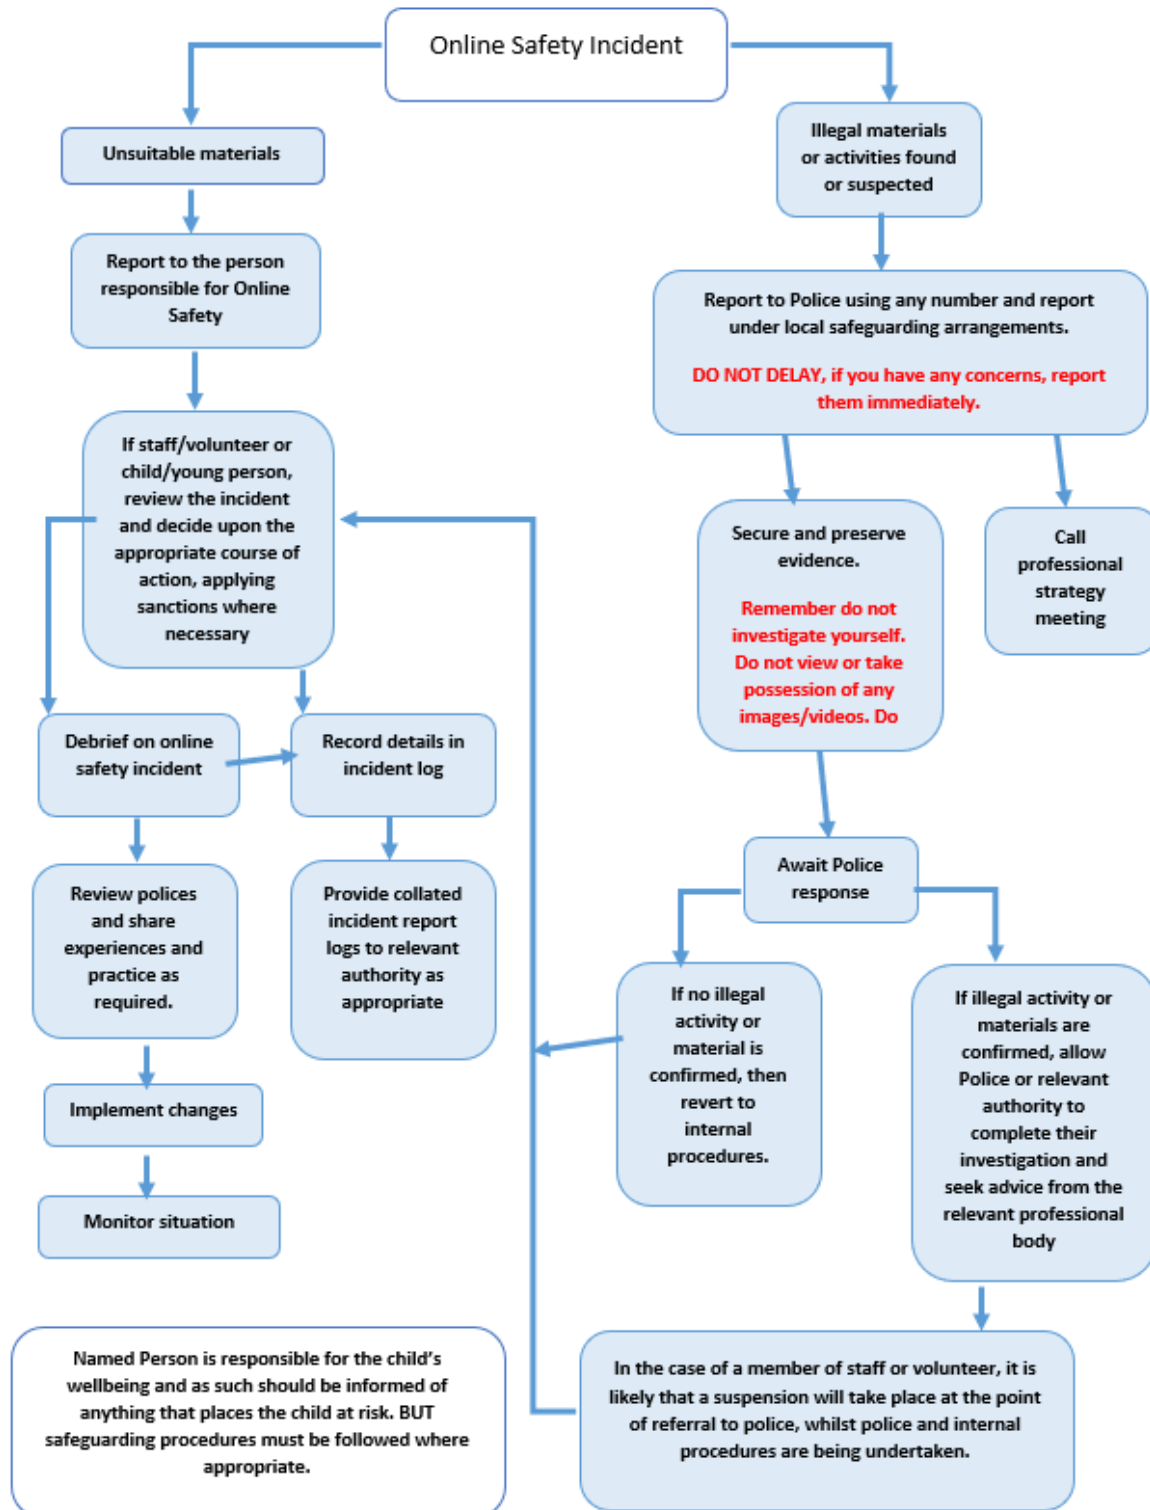 Online Safety Incident
Unsuitable materials
Illegal materials
or activities found
or suspected
Report to the person
responsible for Online
Safety
Report to Police using any number and report
under local safeguarding arrangements.
DO NOT DELAY, if you have any concerns, report
them immediately.
If staff/volunteer or
child/young person,
review the incident
and decide upon the
appropriate course of
action, applying
sanctions where
necessary
Secure and preserve
evidence.
Remember do not
investigate yourself.
Do not view or take
possession of any
images/videos. Do
Call
professional
strategy
meeting
Debrief on online
safety incident
Record details in
incident log
Await Police
response
Review polices
and share
experiences and
practice as
required.
Provide collated
incident report
logs to relevant
authority as
appropriate
If no illegal
activity or
material is
confirmed, then
revert to
internal
procedures.
If illegal activity or
materials are
confirmed, allow
Police or relevant
authority to
complete their
investigation and
seek advice from the
relevant professional
body
Implement changes
Monitor situation
Named Person is responsible for the child's
wellbeing and as such should be informed of
anything that places the child at risk. BUT
safeguarding procedures must be followed where
appropriate.
In the case of a member of staff or volunteer, it is
likely that a suspension will take place at the point
of referral to police, whilst police and internal
procedures are being undertaken.